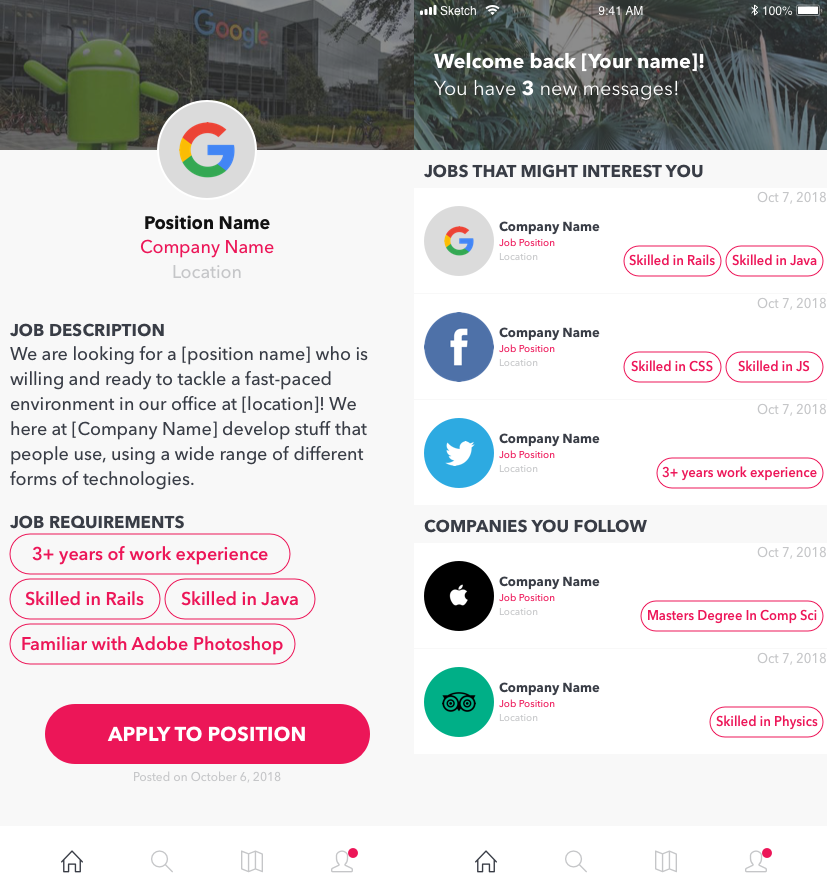 Google
Position Name
Company Name
Location
JOB DESCRIPTION
We are looking for a [position name] who is
willing and ready to tackle a fast-paced
environment in our office at [location]! We
here at [Company Name] develop stuff that
people use, using a wide range of different
forms of technologies.
JOB REQUIREMENTS
3+ years of work experience
Skilled in Rails
Skilled in Java
Familiar with Adobe Photoshop
APPLY TO POSITION
Posted on October 6, 2018
Sketch 9:41 AM 100%
Welcome back [Your name]!
You have 3 new messages!
JOBS THAT MIGHT INTEREST YOU
Oct 7, 2018
Company Name
Job Position
Location
Skilled in Rails
Skilled in Java
Oct 7, 2018
Company Name
Job Position
Location
Skilled in CSS
Skilled in JS
Oct 7, 2018
Company Name
Job Position
Location
3+ years work experience
COMPANIES YOU FOLLOW
Oct 7, 2018
Company Name
Job Position
Location
Masters Degree In Comp Sci
Oct 7, 2018
Company Name
Job Position
Location
Skilled in Physics